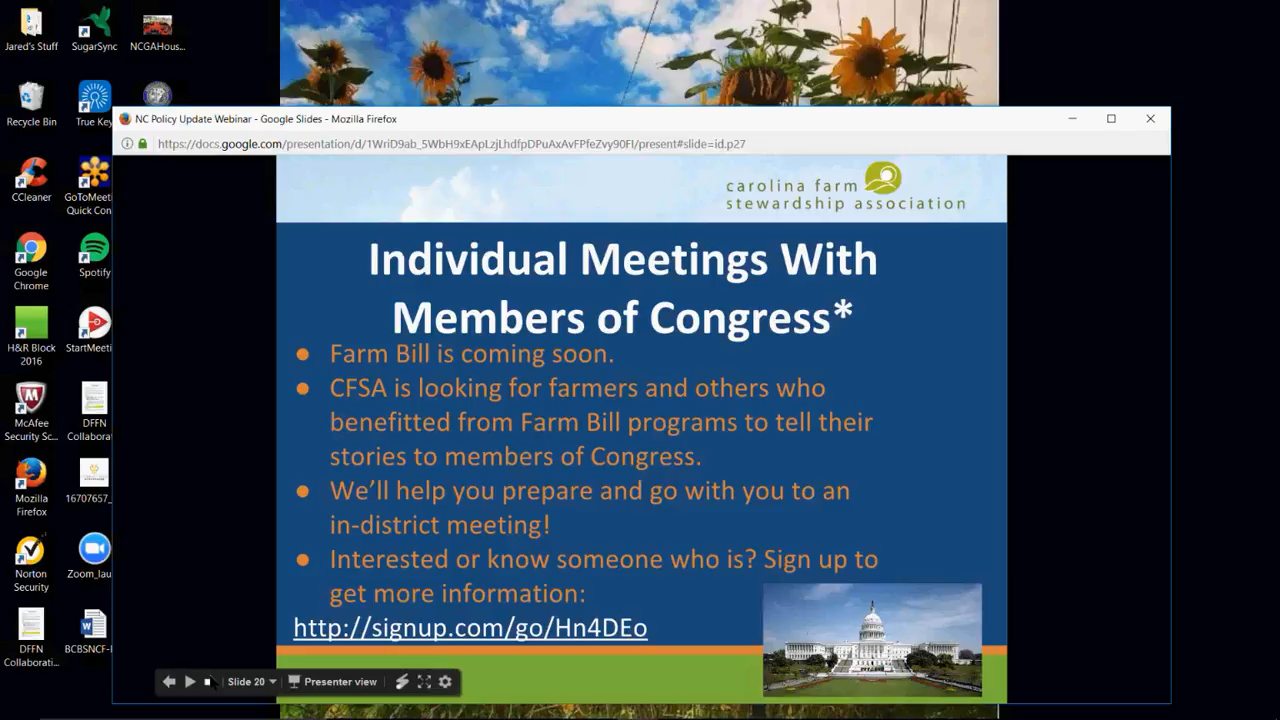 Jared's Stuff
SugarSync
NCGAHous...
Recycle Bin
True Key
NC Policy Update Webinar - Google Slides - Mozilla Firefox
https://docs.google.com/presentation/d/1WriD9ab_5WbH9xEApLzjLhdfpDPuAxAvFPfeZvy90FI/present#slide=id.p27
CCleaner
GoToMeeti
Quick Con
Google
Chrome
Spotify
H&R Block
2016
StartMeeti
McAfee
Security Sc...
DFFN
Collaborat
Mozilla
Firefox
16707657_
Norton
Security
Zoom_lau
DFFN
Collaborati...
BCBSNCF-I
carolina farm
stewardship association
Individual Meetings With
Members of Congress*
● Farm Bill is coming soon.
● CFSA is looking for farmers and others who
benefitted from Farm Bill programs to tell their
stories to members of Congress.
● We’ll help you prepare and go with you to an
in-district meeting!
● Interested or know someone who is? Sign up to
get more information:
http://signup.com/go/Hn4DEo
Slide 20
Presenter view